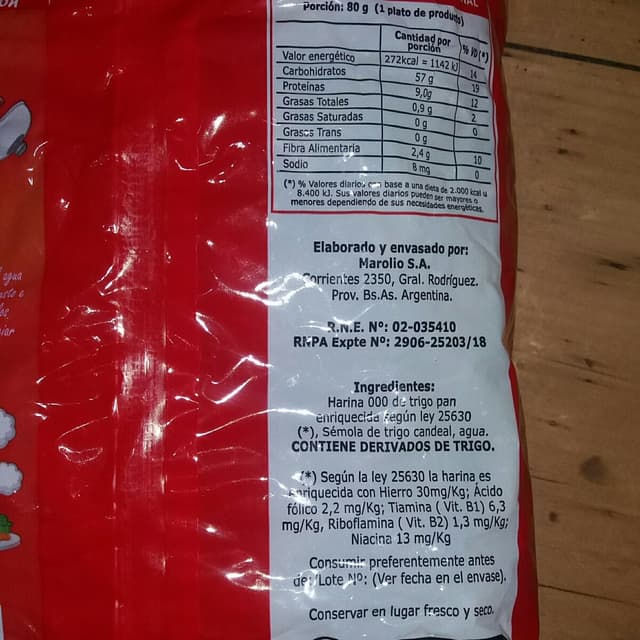 Porción: 80 g (1 plato de producto)
Cantidad por porción % VD (*)
Valor energético 272kcal = 1142 kJ 14
Carbohidratos 57 g 19
Proteínas 9,0g 12
Grasas Totales 0,9 g 2
Grasas Saturadas 0 g 0
Grasas Trans 0 g
Fibra Alimentaria 2,4 g 10
Sodio 8 mg 0
(*) % Valores diarios con base a una dieta de 2.000 kcal u
8.400 kJ. Sus valores diarios pueden ser mayores o
menores dependiendo de sus necesidades energéticas.
Elaborado y envasado por:
Marolio S.A.
Corrientes 2350, Gral. Rodríguez.
Prov. Bs.As. Argentina.
R.N.E. Nº: 02-035410
RNPA Expte Nº: 2906-25203/18
Ingredientes:
Harina 000 de trigo pan
enriquecida según ley 25630
(*), Sémola de trigo candeal, agua.
CONTIENE DERIVADOS DE TRIGO.
(*) Según la ley 25630 la harina es
enriquecida con Hierro 30mg/Kg; Ácido
fólico 2,2 mg/Kg; Tiamina ( Vit. B1) 6,3
mg/Kg, Riboflamina ( Vit. B2) 1,3 mg/Kg;
Niacina 13 mg/Kg
Consumir preferentemente antes
de:/Lote Nº: (Ver fecha en el envase).
Conservar en lugar fresco y seco.
agua